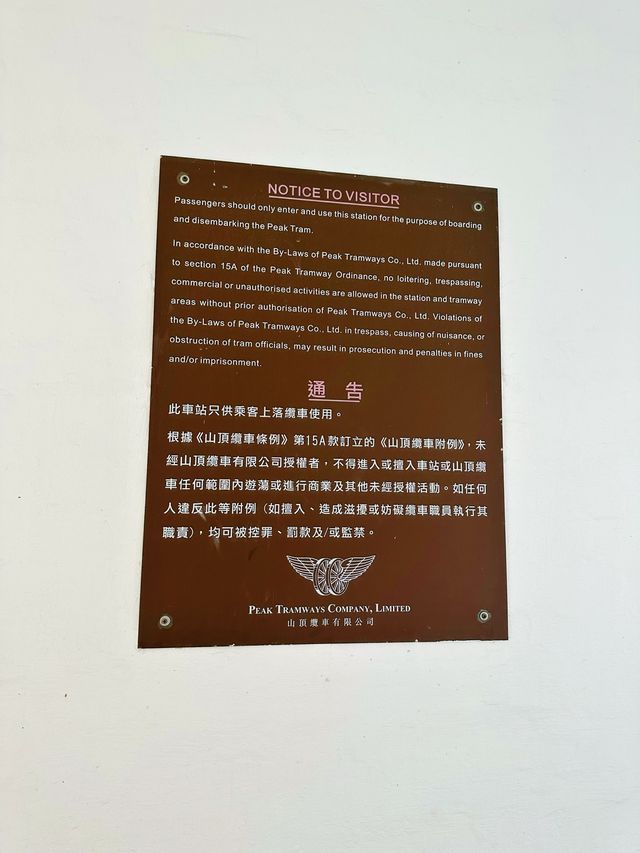 NOTICE TO VISITOR
Passengers should only enter and use this station for the purpose of boarding
and disembarking the Peak Tram.
In accordance with the By-Laws of Peak Tramways Co., Ltd. made pursuant
to section 15A of the Peak Tramway Ordinance, no loitering, trespassing,
commercial or unauthorised activities are allowed in the station and tramway
areas without prior authorisation of Peak Tramways Co., Ltd. Violations of
the By-Laws of Peak Tramways Co., Ltd. in trespass, causing of nuisance, or
obstruction of tram officials, may result in prosecution and penalties in fines
and/or imprisonment.
通 告
此車站只供乘客上落纜車使用。
根據《山頂纜車條例》第15A款訂立的《山頂纜車附例》，未
經山頂纜車有限公司授權者，不得進入或擅入車站或山頂纜
車任何範圍內遊蕩或進行商業及其他未經授權活動。如任何
人違反此等附例（如擅入、造成滋擾或妨礙纜車職員執行其
職責），均可被控罪、罰款及/或監禁。
PEAK TRAMWAYS COMPANY, LIMITED
山頂纜車有限公司